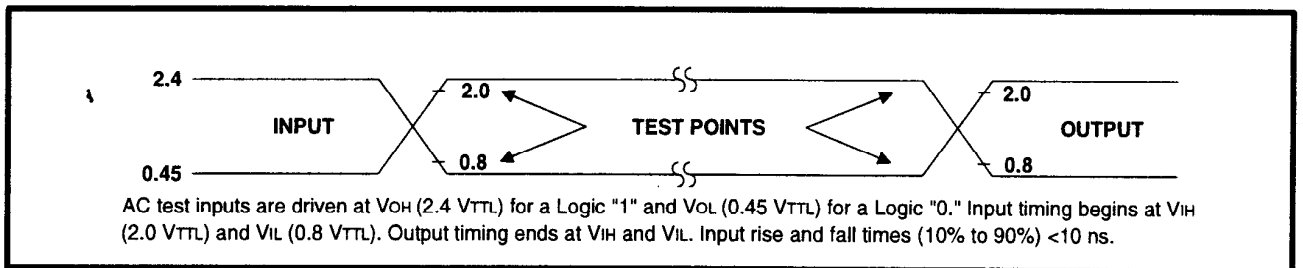 2.4
2.0
2.0
INPUT
TEST POINTS
OUTPUT
0.8
0.8
0.45
AC test inputs are driven at VOH (2.4 VTTL) for a Logic "1" and VOL (0.45 VTTL) for a Logic "0." Input timing begins at VIH
(2.0 VTTL) and VIL (0.8 VTTL). Output timing ends at VIH and VIL. Input rise and fall times (10% to 90%) <10 ns.